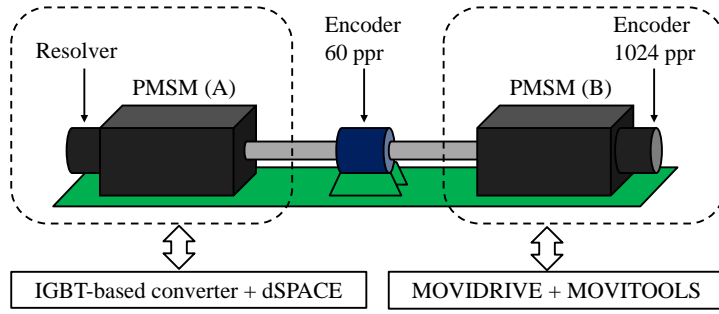 Resolver
PMSM (A)
Encoder
60 ppr
PMSM (B)
Encoder
1024 ppr
IGBT-based converter + dSPACE
MOVIDRIVE + MOVITOOLS